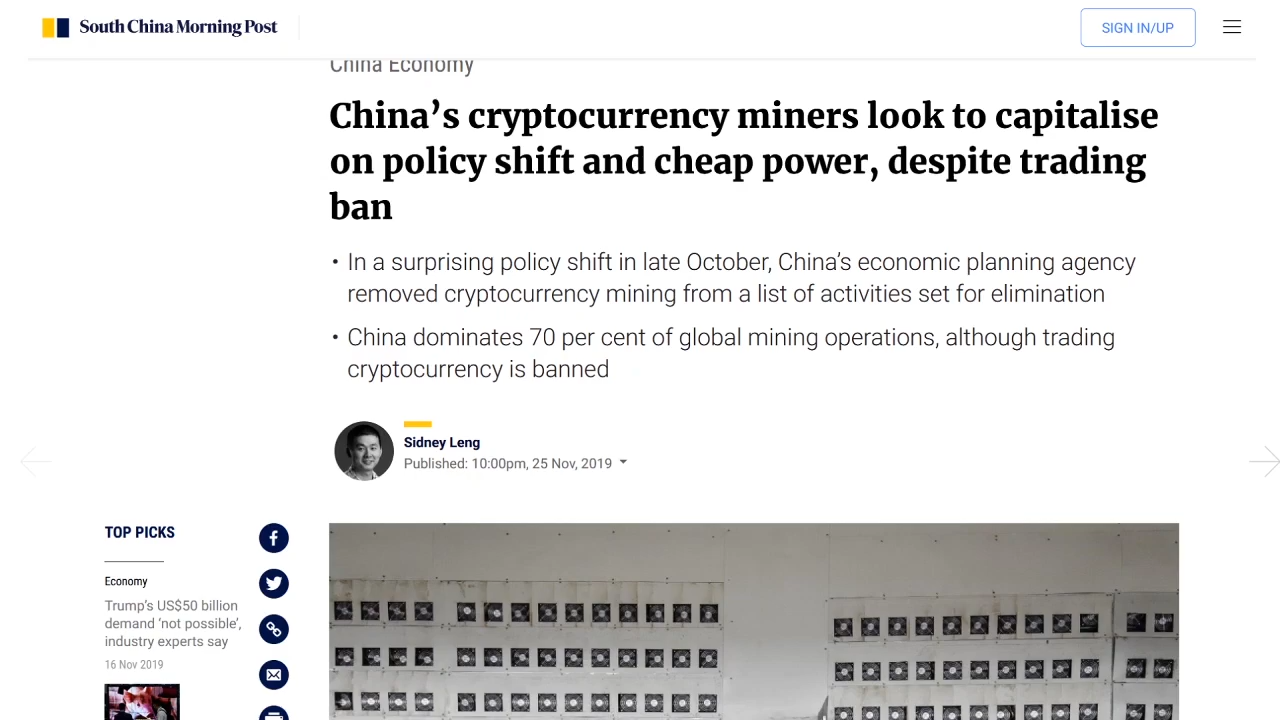 South China Morning Post
SIGN IN/UP
China Economy
China’s cryptocurrency miners look to capitalise
on policy shift and cheap power, despite trading
ban
• In a surprising policy shift in late October, China’s economic planning agency
removed cryptocurrency mining from a list of activities set for elimination
• China dominates 70 per cent of global mining operations, although trading
cryptocurrency is banned
Sidney Leng
Published: 10:00pm, 25 Nov, 2019
TOP PICKS
Economy
Trump’s US$50 billion
demand ‘not possible’,
industry experts say
16 Nov 2019